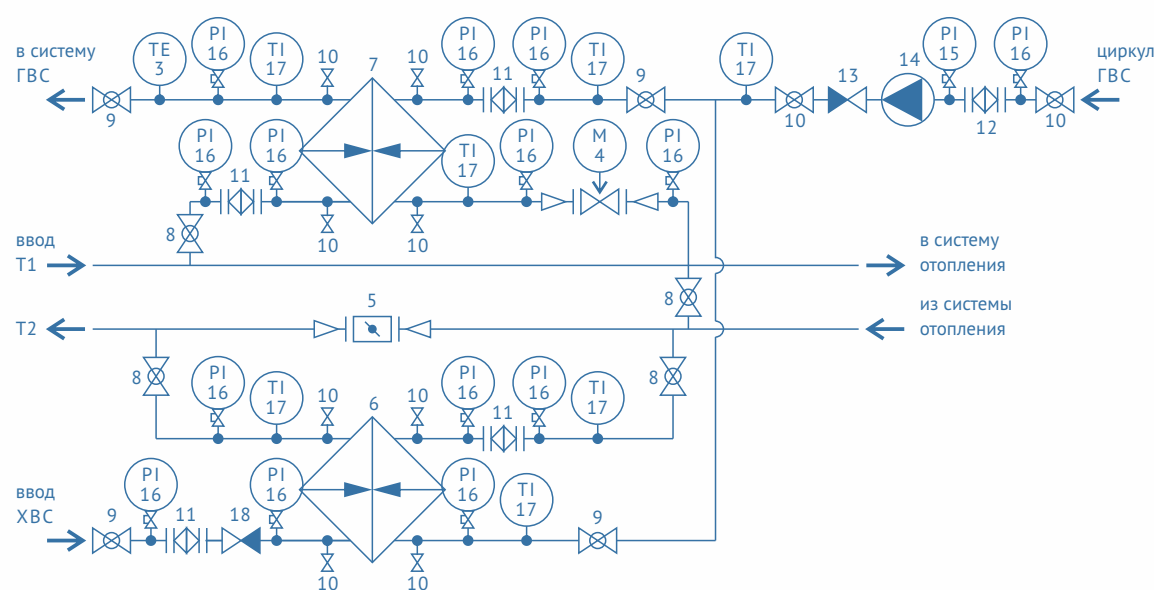 в систему
ГВС
TE
3
PI
16
TI
17
10
7
10
PI
16
11
PI
16
TI
17
9
TI
17
13
14
PI
15
PI
16
циркул
ГВС
9
10
12
10
PI
16
11
PI
16
TI
17
PI
16
M
4
PI
16
8
10
10
ввод
T1
в систему
отопления
8
из системы
отопления
T2
5
8
PI
16
TI
17
10
6
10
PI
16
11
PI
16
TI
17
8
ввод
ХВС
9
PI
16
11
18
PI
16
PI
16
TI
17
9
10
10